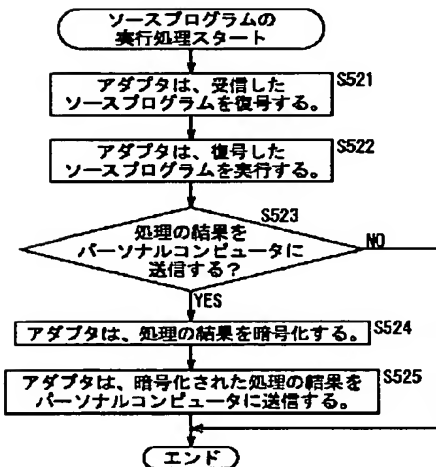 ソースプログラムの
実行処理スタート
アダプタは、受信した
ソースプログラムを復号する。
S521
アダプタは、復号した
ソースプログラムを実行する。
S522
S523
処理の結果を
パーソナルコンピュータに
送信する？
NO
YES
アダプタは、処理の結果を暗号化する。
S524
アダプタは、暗号化された処理の結果を
パーソナルコンピュータに送信する。
S525
エンド